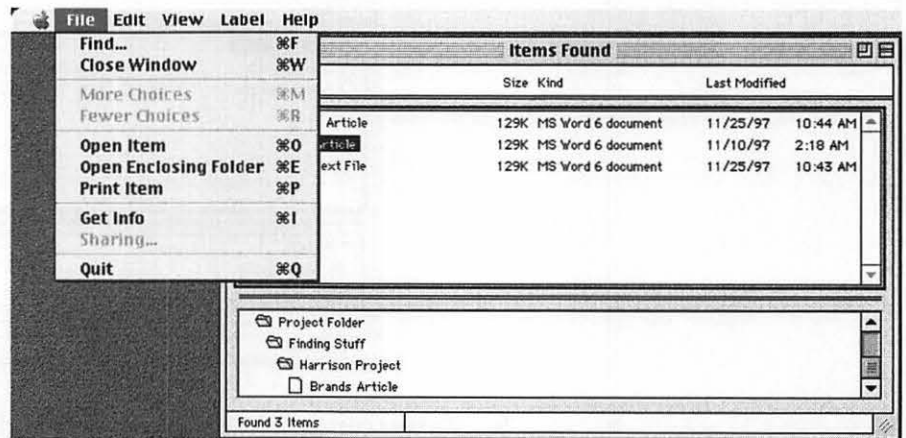 File Edit View Label Help
Find... ⌘F
Close Window ⌘W
More Choices ⌘M
Fewer Choices ⌘R
Open Item ⌘O
Open Enclosing Folder ⌘E
Print Item ⌘P
Get Info ⌘I
Sharing...
Quit ⌘Q
Items Found
Size Kind Last Modified
Article 129K MS Word 6 document 11/25/97 10:44 AM
rticle 129K MS Word 6 document 11/10/97 2:18 AM
ext File 129K MS Word 6 document 11/25/97 10:43 AM
Project Folder
Finding Stuff
Harrison Project
Brands Article
Found 3 Items